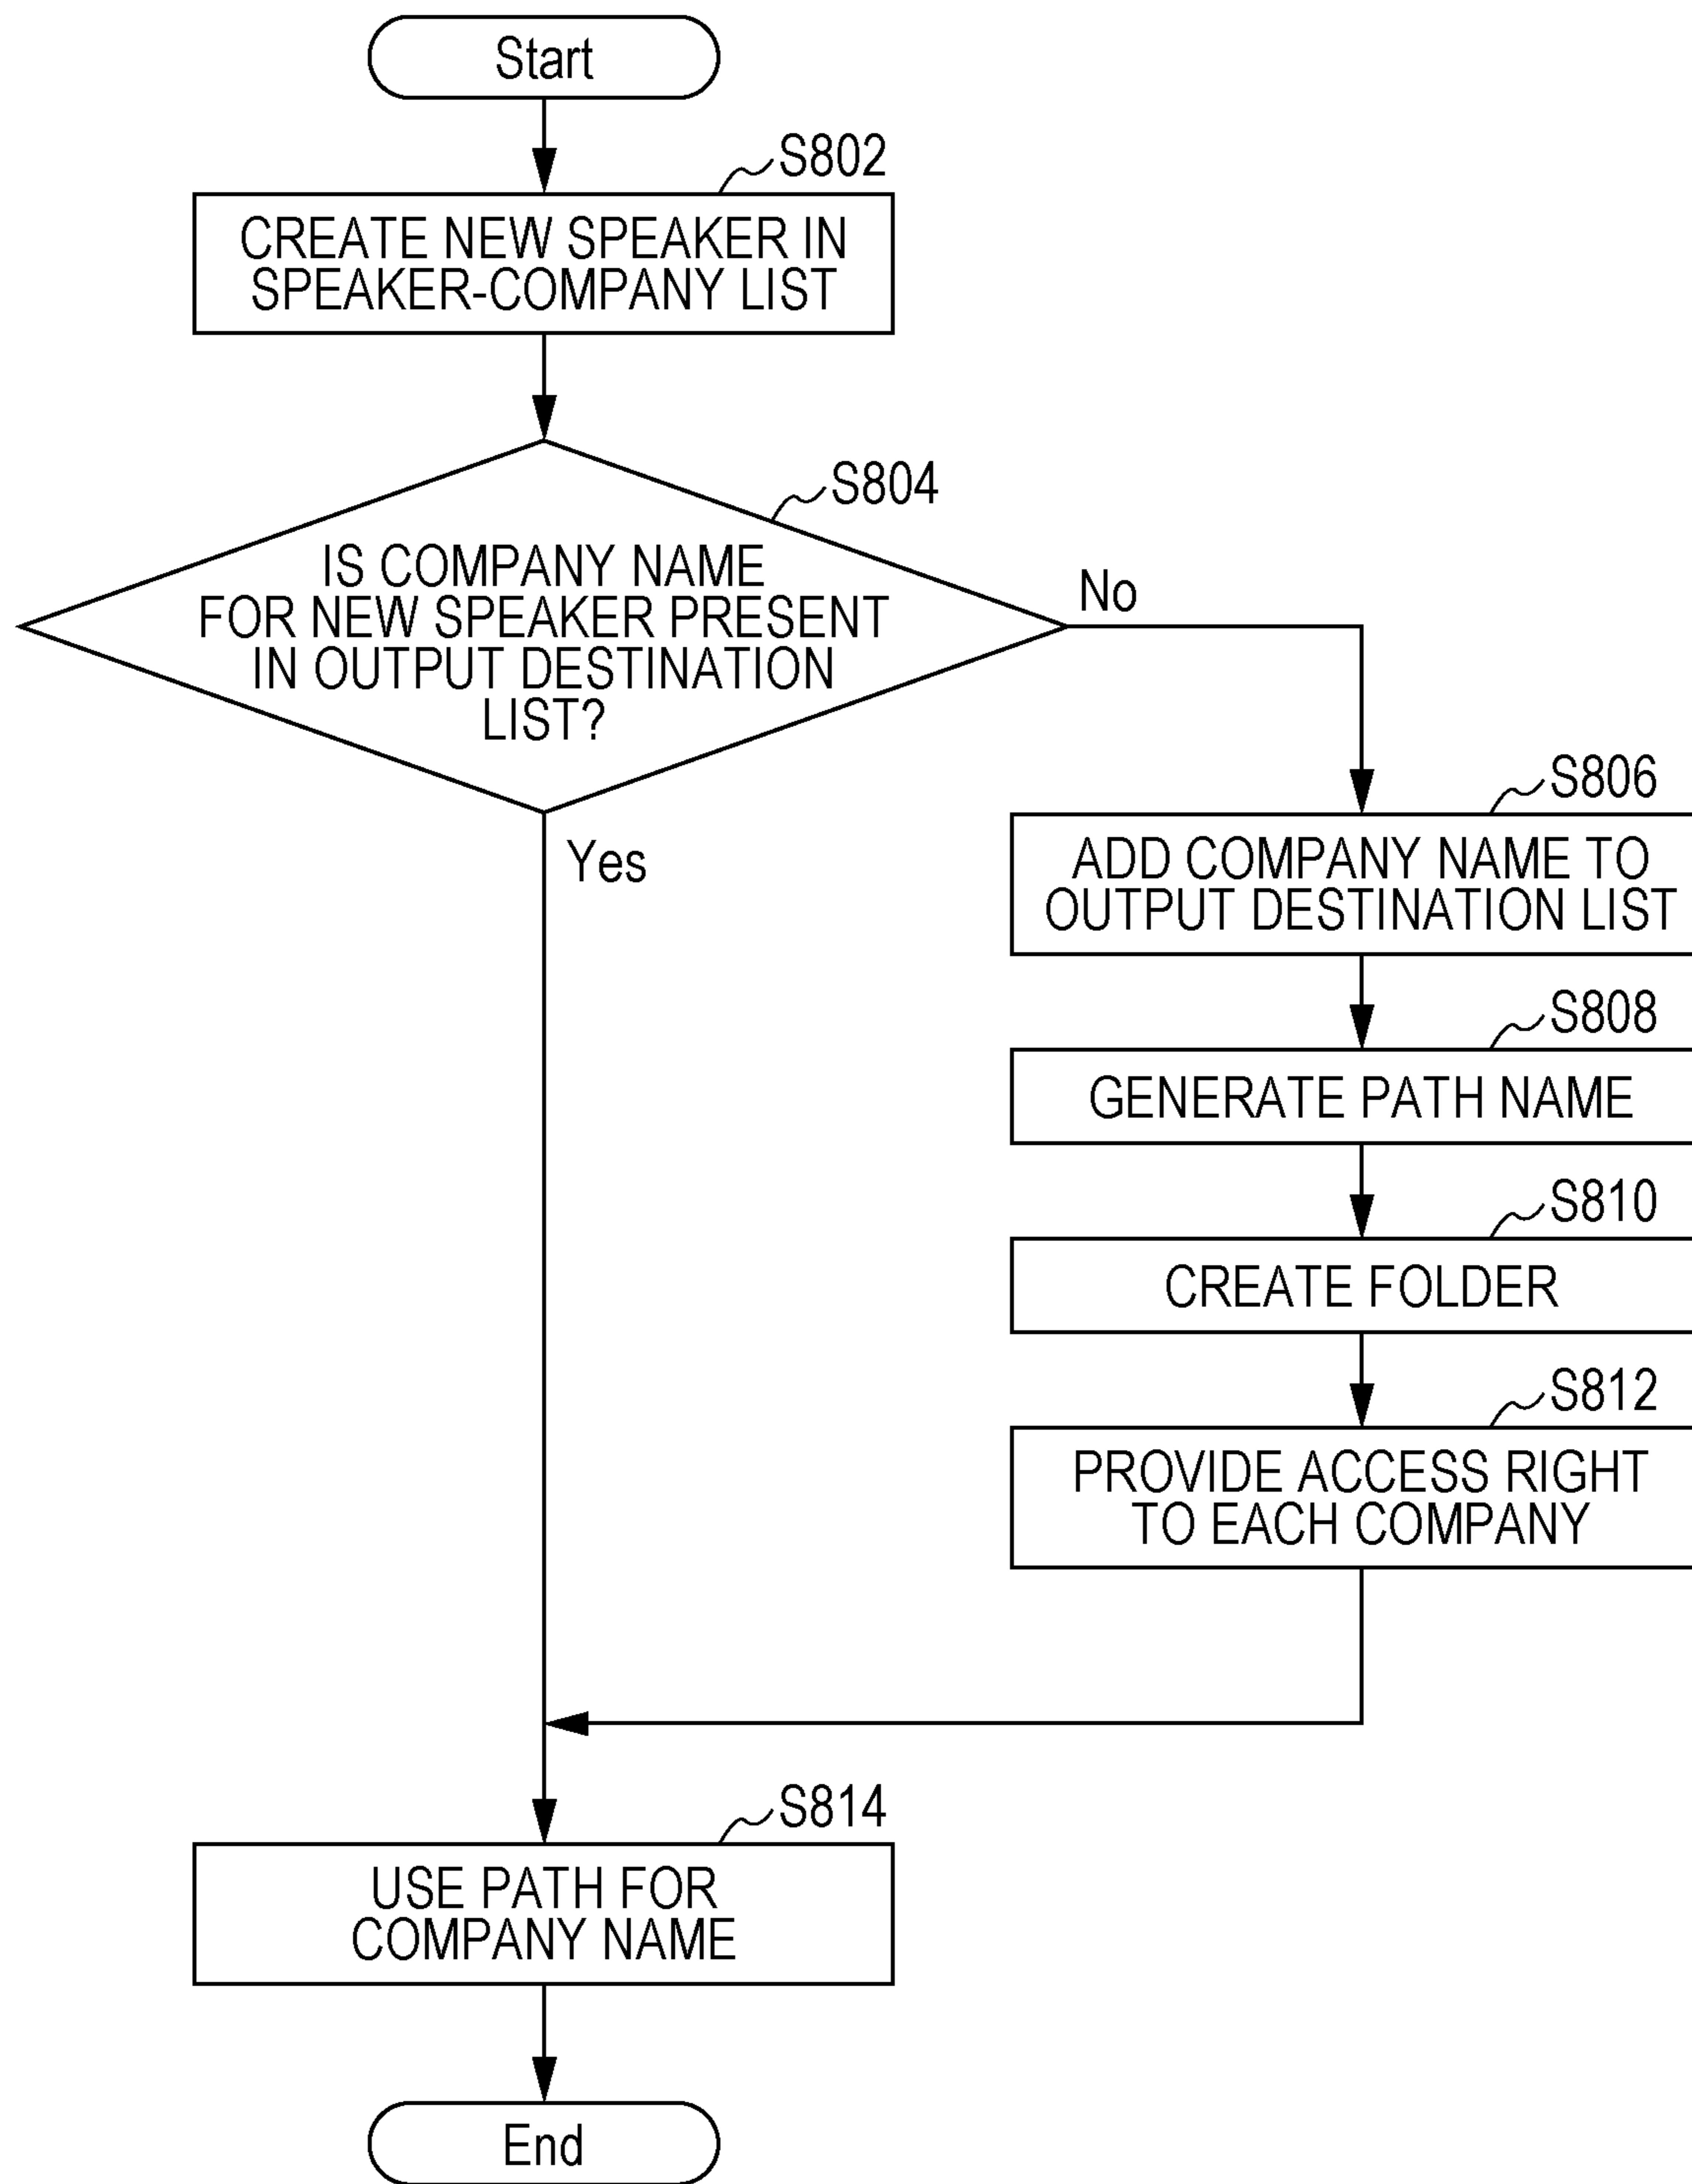 Start
S802
CREATE NEW SPEAKER IN
SPEAKER-COMPANY LIST
S804
IS COMPANY NAME
FOR NEW SPEAKER PRESENT
IN OUTPUT DESTINATION
LIST?
No
Yes
S806
ADD COMPANY NAME TO
OUTPUT DESTINATION LIST
S808
GENERATE PATH NAME
S810
CREATE FOLDER
S812
PROVIDE ACCESS RIGHT
TO EACH COMPANY
S814
USE PATH FOR
COMPANY NAME
End